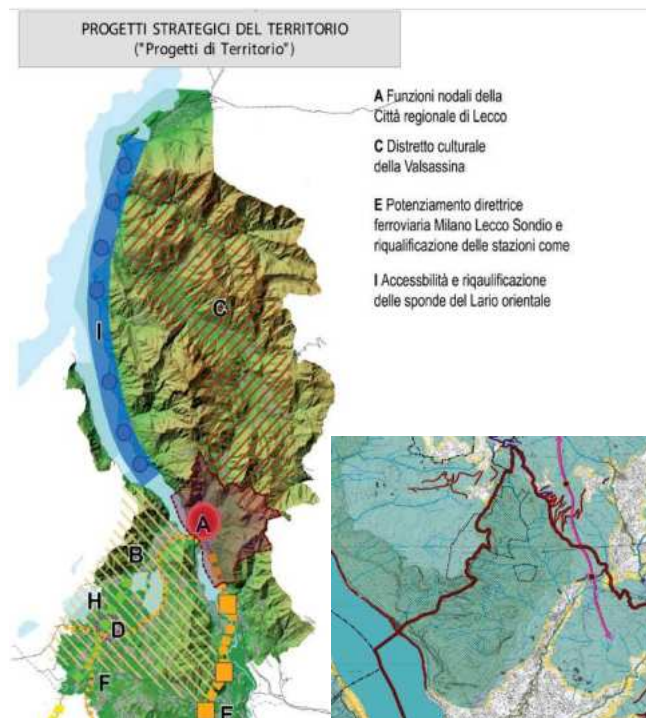 PROGETTI STRATEGICI DEL TERRITORIO
("Progetti di Territorio")
A Funzioni nodali della
Città regionale di Lecco
C Distretto culturale
della Valsassina
E Potenziamento direttrice
ferroviaria Milano Lecco Sondio e
riqualificazione delle stazioni come
I Accessbilità e riqaulificazione
delle sponde del Lario orientale
C
I
A
B
H
D
F
E